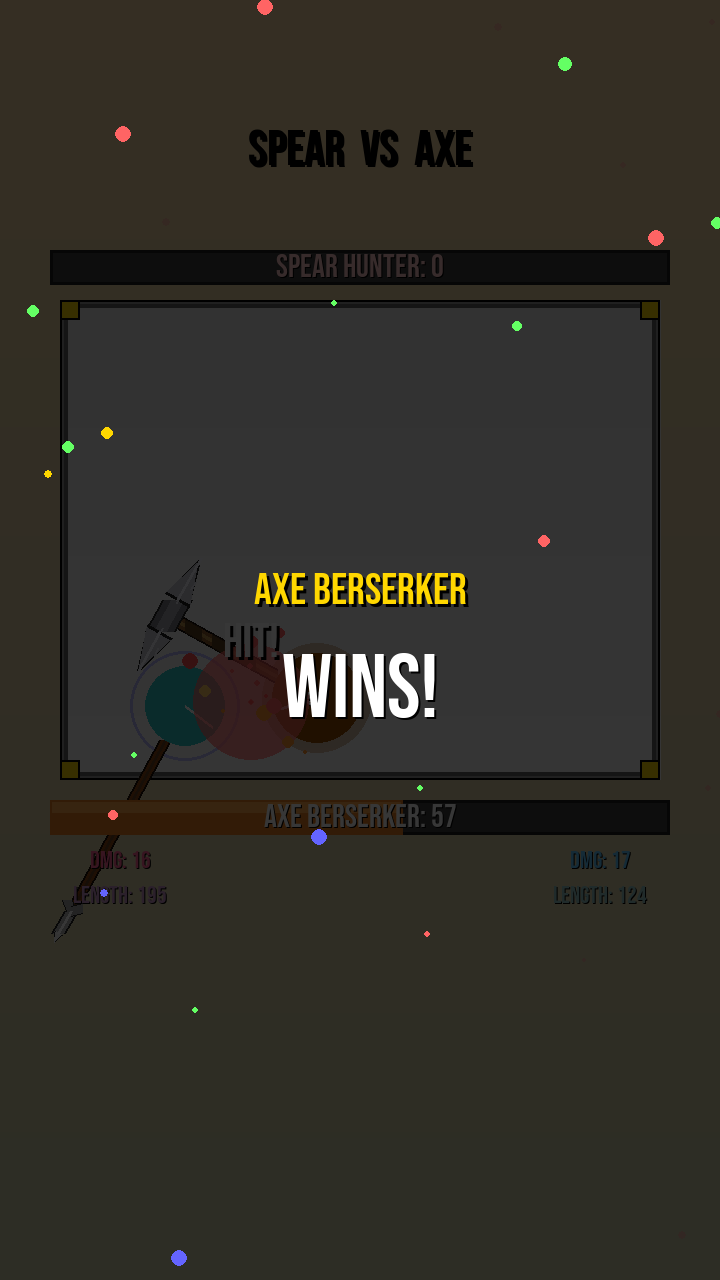 SPEAR VS AXE
SPEAR HUNTER: 0
AXE BERSERKER
HIT!
WINS!
AXE BERSERKER: 57
DMG: 16
DMG: 17
LENGTH: 195
LENGTH: 124